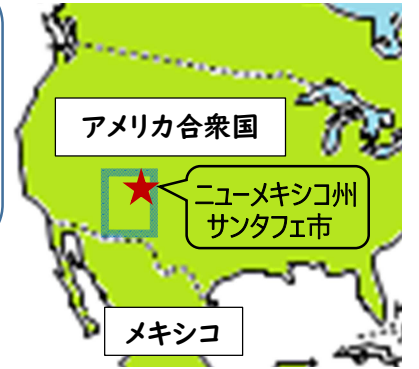 アメリカ合衆国
ニューメキシコ州
サンタフェ市
メキシコ